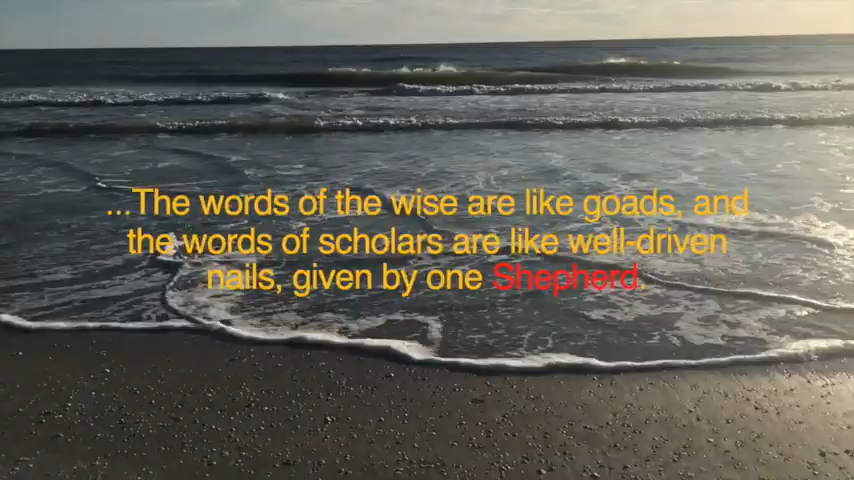 ...The words of the wise are like goads, and
the words of scholars are like well-driven
nails, given by one Shepherd.